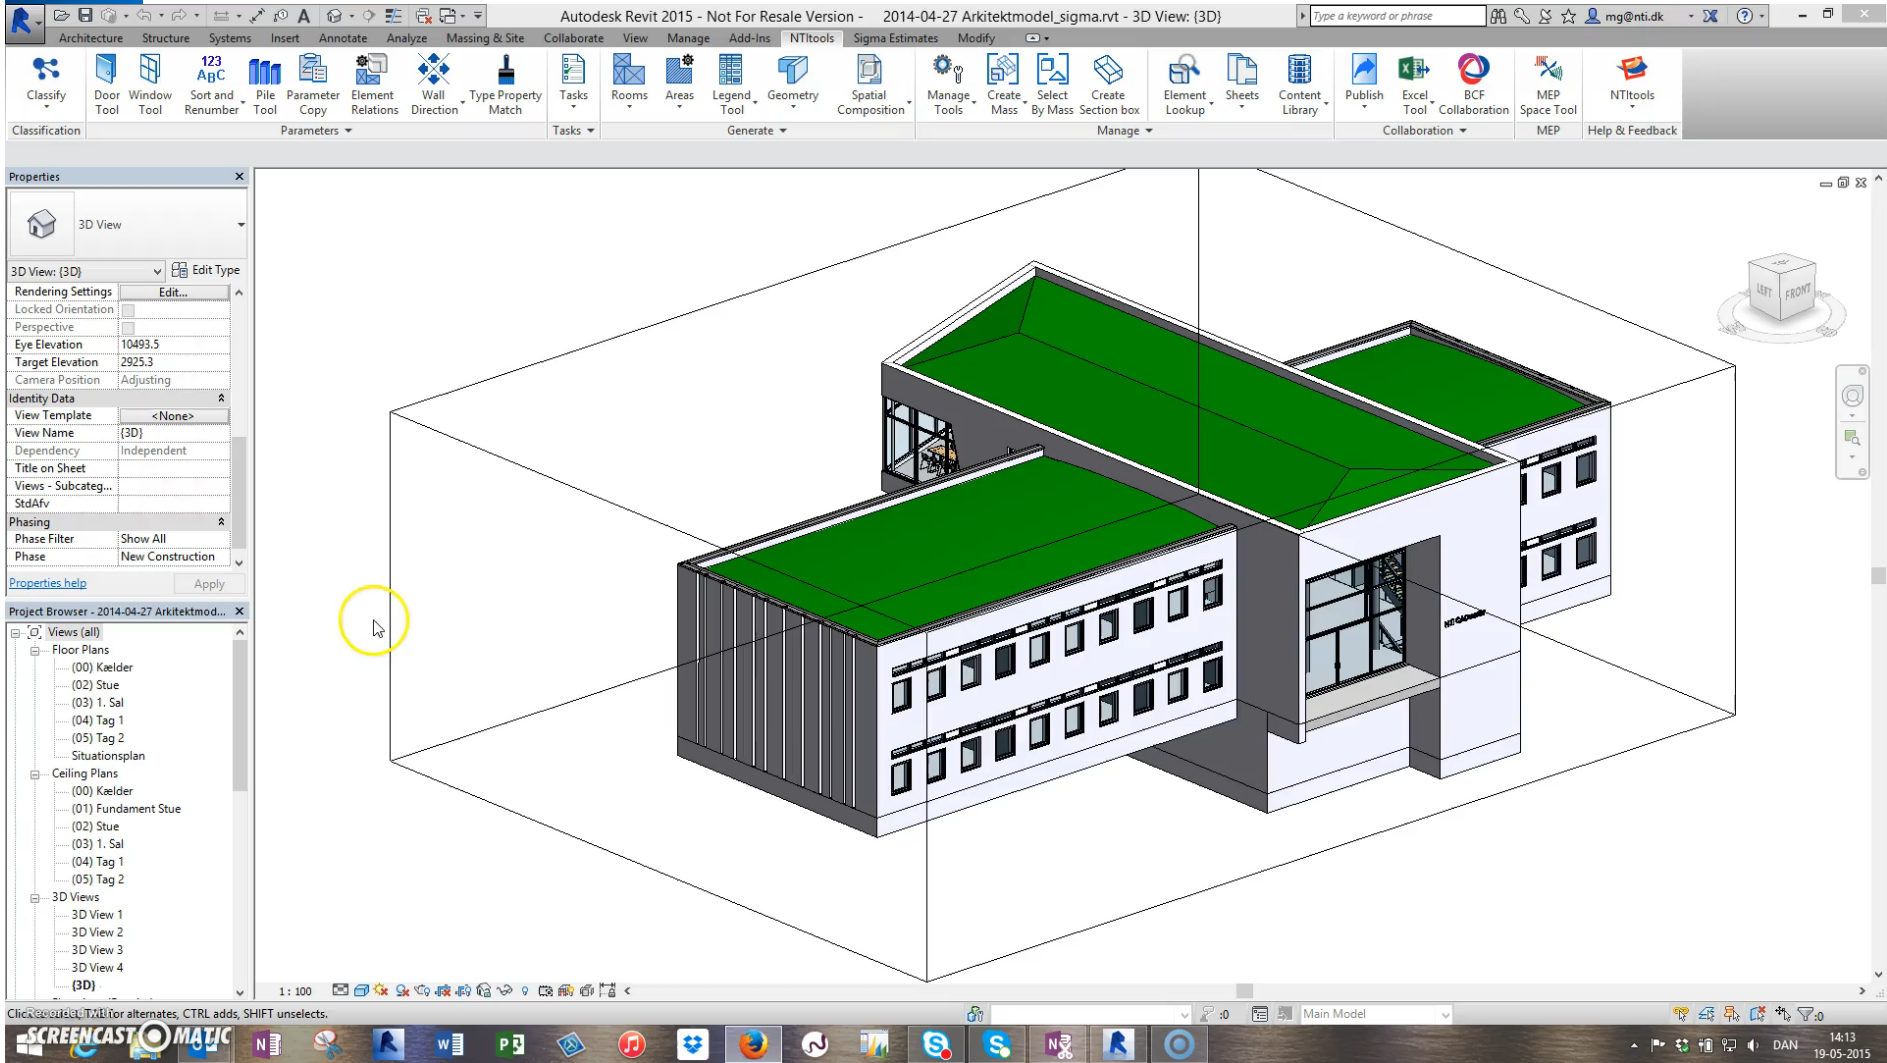 Autodesk Revit 2015 - Not For Resale Version - 2014-04-27 Arkitektmodel_sigma.rvt - 3D View: {3D}
Type a keyword or phrase
mg@nti.dk
Architecture Structure Systems Insert Annotate Analyze Massing & Site Collaborate View Manage Add-Ins NTItools Sigma Estimates Modify
Classify
Door Tool
Window Tool
Sort and Renumber
Pile Tool
Parameter Copy
Element Relations
Wall Direction
Type Property Match
Tasks
Rooms
Areas
Legend Tool
Geometry
Spatial Composition
Manage Tools
Create Mass
Select By Mass
Create Section box
Element Lookup
Sheets
Content Library
Publish
Excel Tool
BCF Collaboration
MEP Space Tool
NTItools
Classification Parameters Tasks Generate Manage Collaboration MEP Help & Feedback
Properties
3D View
3D View: {3D} Edit Type
Rendering Settings Edit...
Locked Orientation
Perspective
Eye Elevation 10493.5
Target Elevation 2925.3
Camera Position Adjusting
Identity Data
View Template <None>
View Name {3D}
Dependency Independent
Title on Sheet
Views - Subcateg...
StdAfv
Phasing
Phase Filter Show All
Phase New Construction
Properties help Apply
Project Browser - 2014-04-27 Arkitektmod...
Views (all)
Floor Plans
(00) Kælder
(02) Stue
(03) 1. Sal
(04) Tag 1
(05) Tag 2
Situationsplan
Ceiling Plans
(00) Kælder
(01) Fundament Stue
(02) Stue
(03) 1. Sal
(04) Tag 1
(05) Tag 2
3D Views
3D View 1
3D View 2
3D View 3
3D View 4
{3D}
LEFT FRONT
1 : 100
for alternates, CTRL adds, SHIFT unselects.
:0
Main Model
:0
Recorded with
SCREENCAST MATIC
DAN
14:13
19-05-2015